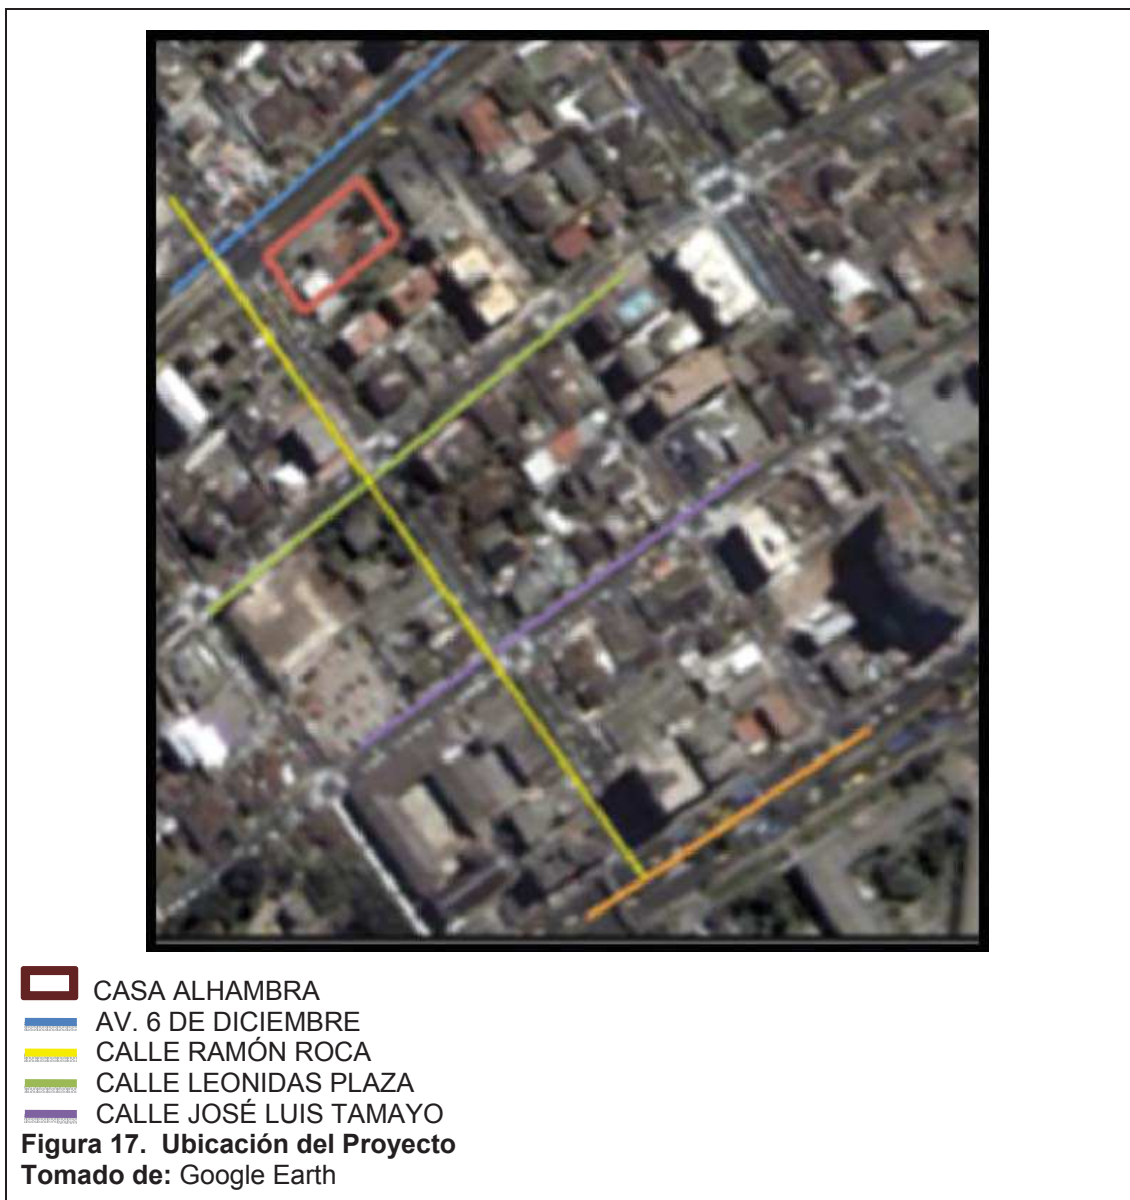 CASA ALHAMBRA
AV. 6 DE DICIEMBRE
CALLE RAMÓN ROCA
CALLE LEONIDAS PLAZA
CALLE JOSÉ LUIS TAMAYO
Figura 17. Ubicación del Proyecto
Tomado de: Google Earth